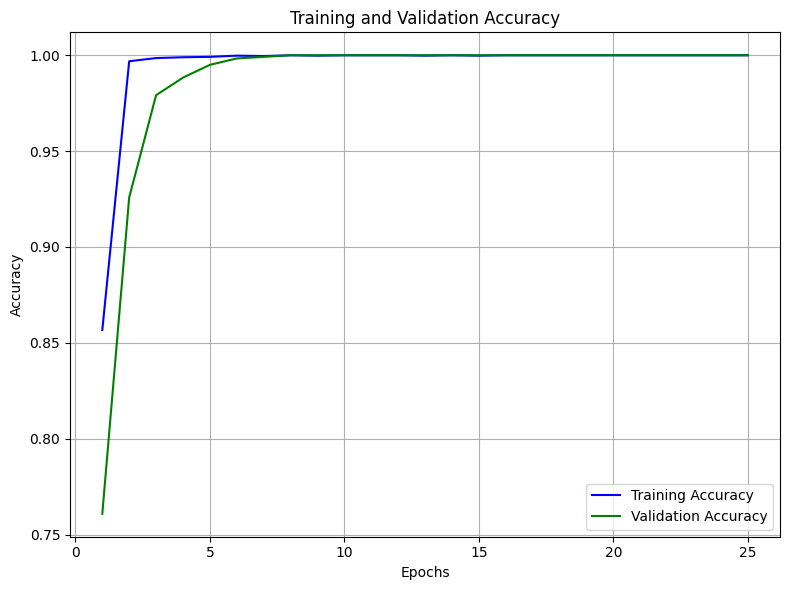 Training and Validation Accuracy
1.00
0.95
0.90
0.85
0.80
0.75
Accuracy
0 5 10 15 20 25
Epochs
Training Accuracy
Validation Accuracy